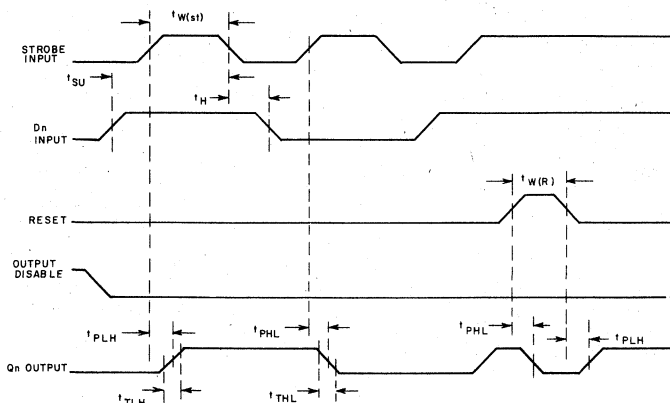 tW(st)
STROBE
INPUT
tSU
tH
Dn
INPUT
tW(R)
RESET
OUTPUT
DISABLE
tPLH
tPHL
tPHL
tPLH
Qn OUTPUT
tTLH
tTHL